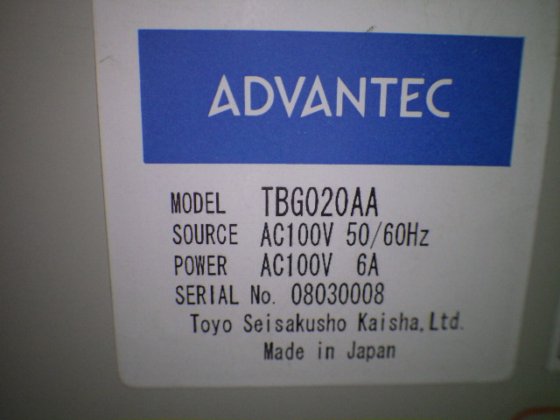 ADVANTEC
MODEL TBG020AA
SOURCE AC100V 50/60Hz
POWER AC100V 6A
SERIAL No. 08030008
Toyo Seisakusho Kaisha, Ltd.
Made in Japan